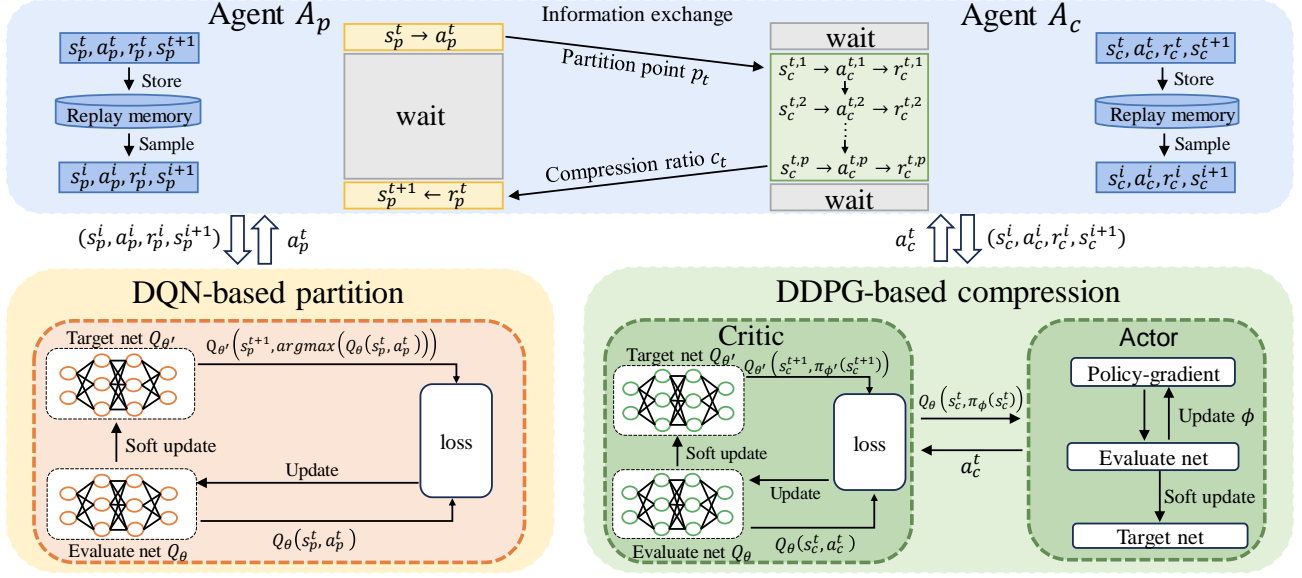 Agent A_p
Information exchange
Agent A_c
s_p^t, a_p^t, r_p^t, s_p^{t+1}
Store
Replay memory
Sample
s_p^i, a_p^i, r_p^i, s_p^{i+1}
s_p^t → a_p^t
wait
s_p^{t+1} ← r_p^t
Partition point p_t
Compression ratio c_t
wait
s_c^{t,1} → a_c^{t,1} → r_c^{t,1}
s_c^{t,2} → a_c^{t,2} → r_c^{t,2}
s_c^{t,p} → a_c^{t,p} → r_c^{t,p}
wait
s_c^t, a_c^t, r_c^t, s_c^{t+1}
Store
Replay memory
Sample
s_c^i, a_c^i, r_c^i, s_c^{i+1}
(s_p^i, a_p^i, r_p^i, s_p^{i+1})
a_p^t
a_c^t
(s_c^i, a_c^i, r_c^i, s_c^{i+1})
DQN-based partition
Target net Q_{θ'}
Q_{θ'}(s_p^{t+1}, argmax(Q_θ(s_p^t, a_p^t)))
Soft update
loss
Update
Evaluate net Q_θ
Q_θ(s_p^t, a_p^t)
DDPG-based compression
Critic
Target net Q_{θ'}
Q_{θ'}(s_c^{t+1}, π_{ϕ'}(s_c^{t+1}))
Soft update
loss
Update
Evaluate net Q_θ
Q_θ(s_c^t, a_c^t)
Q_θ(s_c^t, π_ϕ(s_c^t))
a_c^t
Actor
Policy-gradient
Update ϕ
Evaluate net
Soft update
Target net